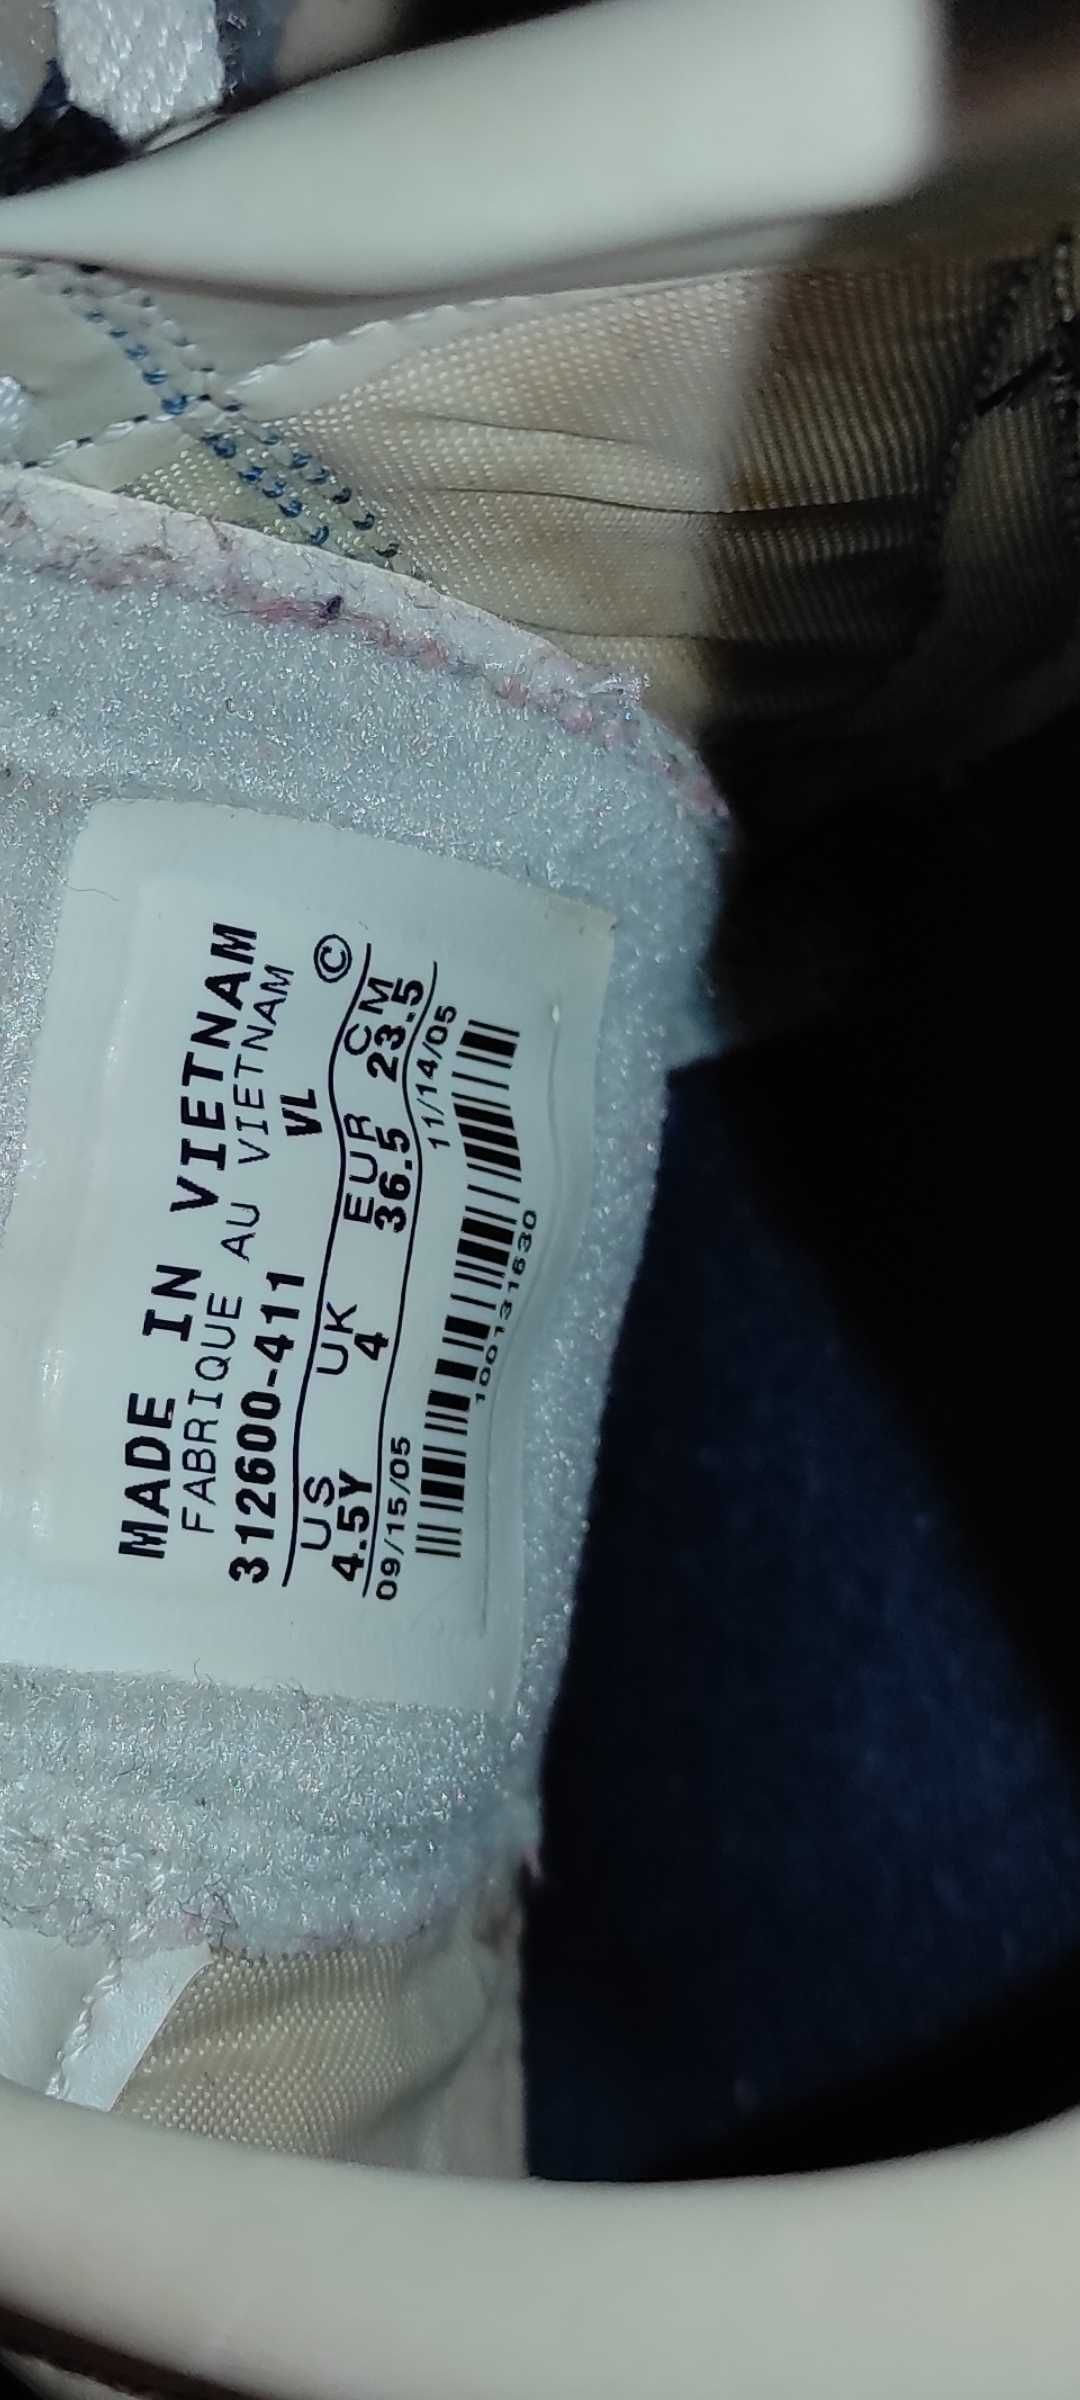 MADE IN VIETNAM
FABRIQUE AU VIETNAM
312600-411 VL ©
US UK EUR CM
4.5Y 4 36.5 23.5
09/15/05 11/14/05
100131630